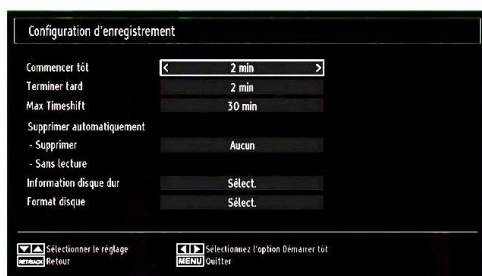 Configuration d'enregistrement
Commencer tôt < 2 min >
Terminer tard 2 min
Max Timeshift 30 min
Supprimer automatiquement
- Supprimer Aucun
- Sans lecture
Information disque dur Sélect.
Format disque Sélect.
Sélectionner le réglage Sélectionnez l'option Démarrer tôt
Retour MENU Quitter